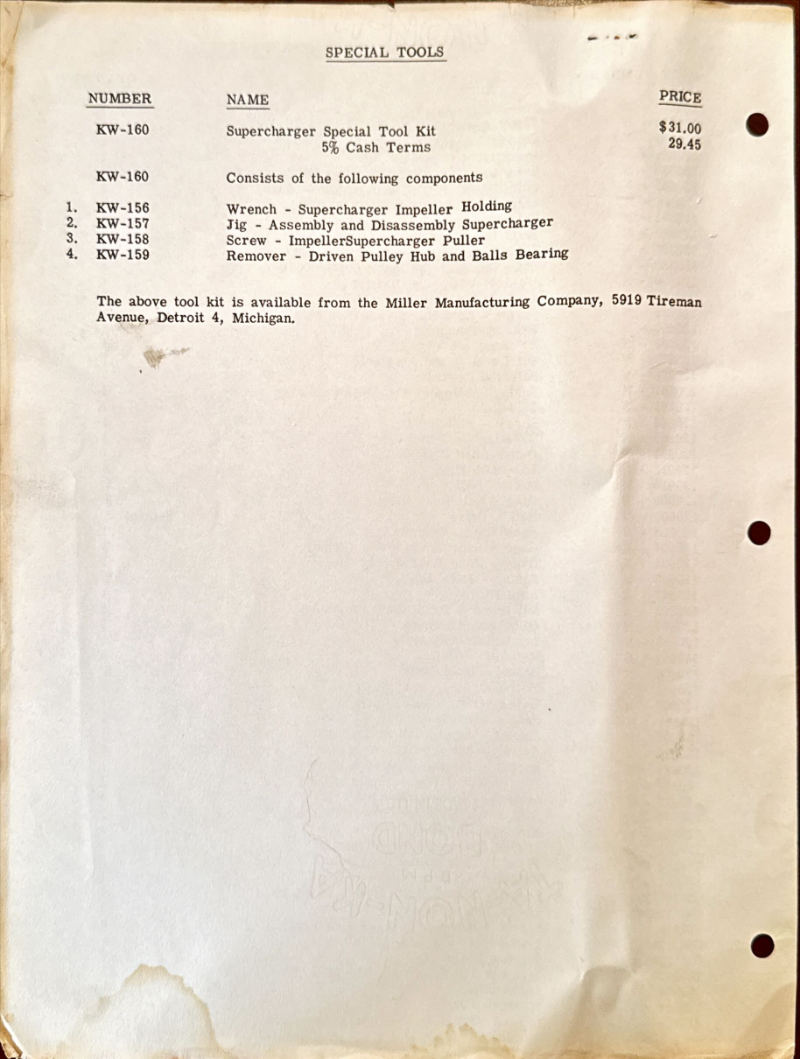 SPECIAL TOOLS
NUMBER NAME PRICE
KW-160 Supercharger Special Tool Kit $31.00
5% Cash Terms 29.45
KW-160 Consists of the following components
1. KW-156 Wrench - Supercharger Impeller Holding
2. KW-157 Jig - Assembly and Disassembly Supercharger
3. KW-158 Screw - ImpellerSupercharger Puller
4. KW-159 Remover - Driven Pulley Hub and Balls Bearing
The above tool kit is available from the Miller Manufacturing Company, 5919 Tireman
Avenue, Detroit 4, Michigan.